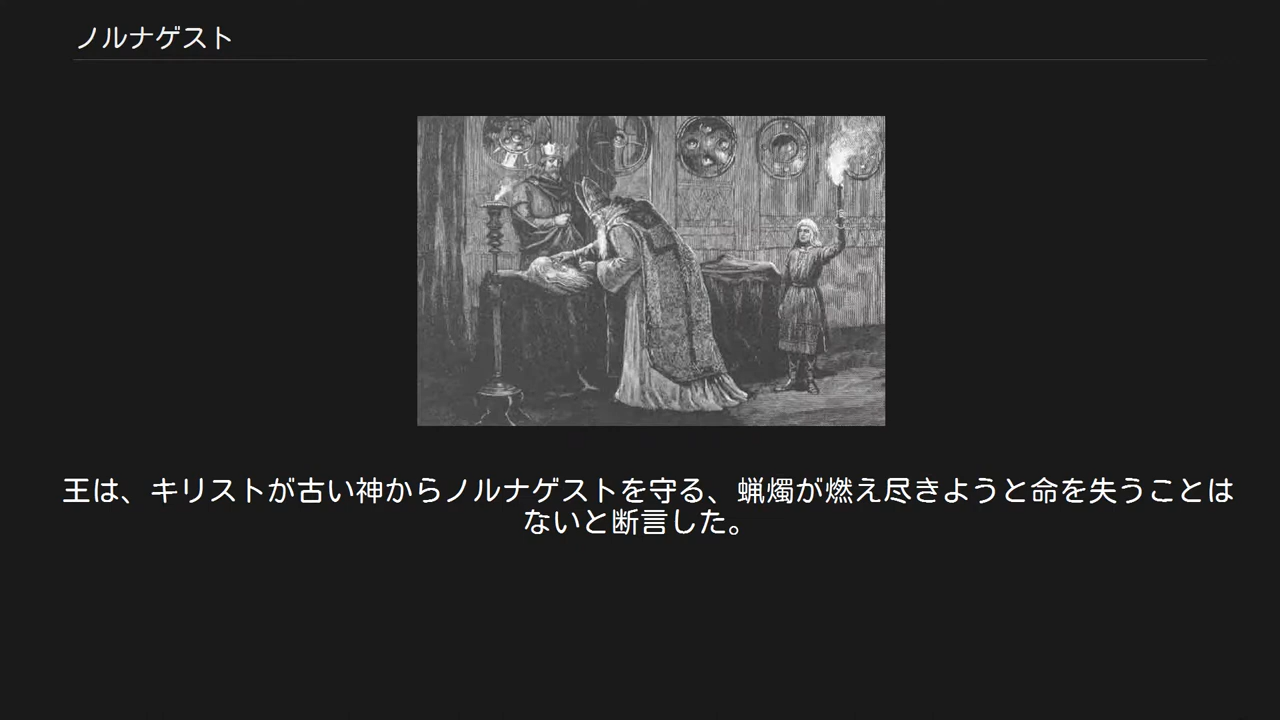 ノルナゲスト
王は、キリストが古い神からノルナゲストを守る、蝋燭が燃え尽きようと命を失うことは
ないと断言した。